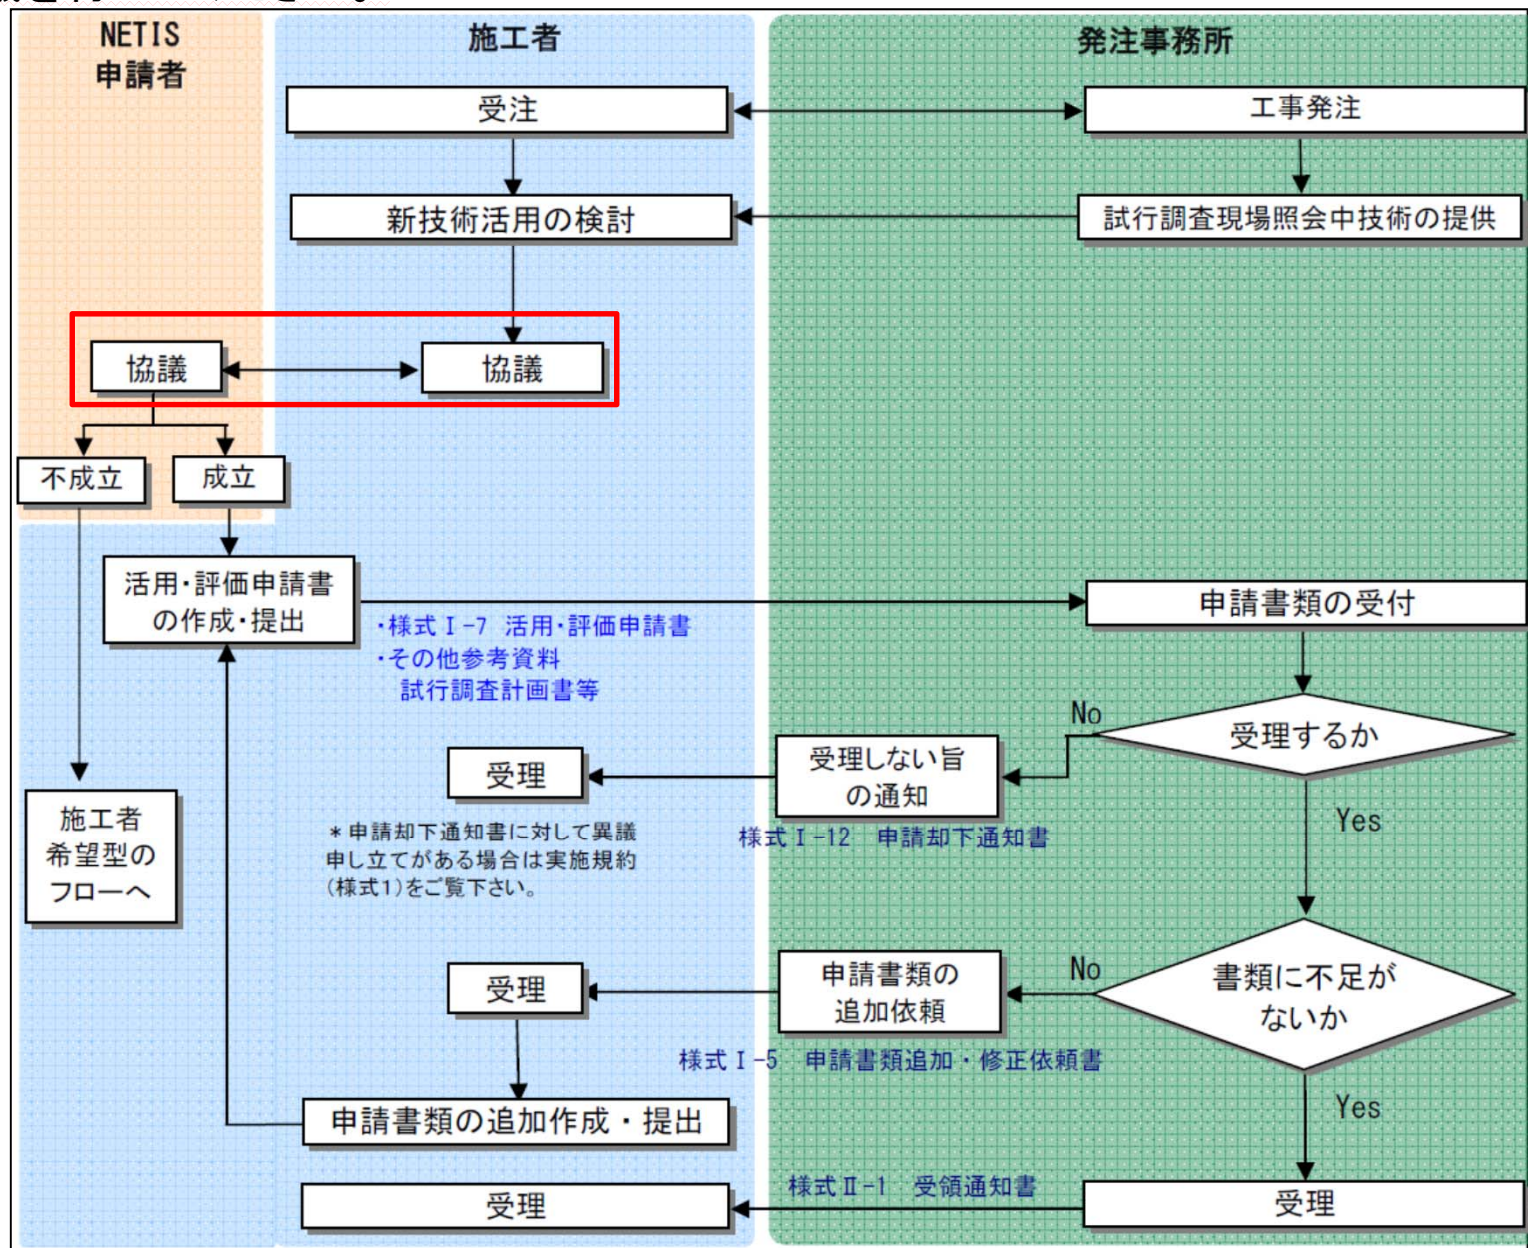 NETIS
申請者
施工者
発注事務所
受注
工事発注
新技術活用の検討
試行調査現場照会中技術の提供
協議
協議
不成立
成立
活用・評価申請書
の作成・提出
・様式Ⅰ-7 活用・評価申請書
・その他参考資料
試行調査計画書等
申請書類の受付
受理するか
No
Yes
受理しない旨
の通知
受理
様式Ⅰ-12 申請却下通知書
＊申請却下通知書に対して異議
申し立てがある場合は実施規約
(様式1)をご覧下さい。
施工者
希望型の
フローへ
書類に不足が
ないか
No
Yes
申請書類の
追加依頼
受理
様式Ⅰ-5 申請書類追加・修正依頼書
申請書類の追加作成・提出
様式Ⅱ-1 受領通知書
受理
受理